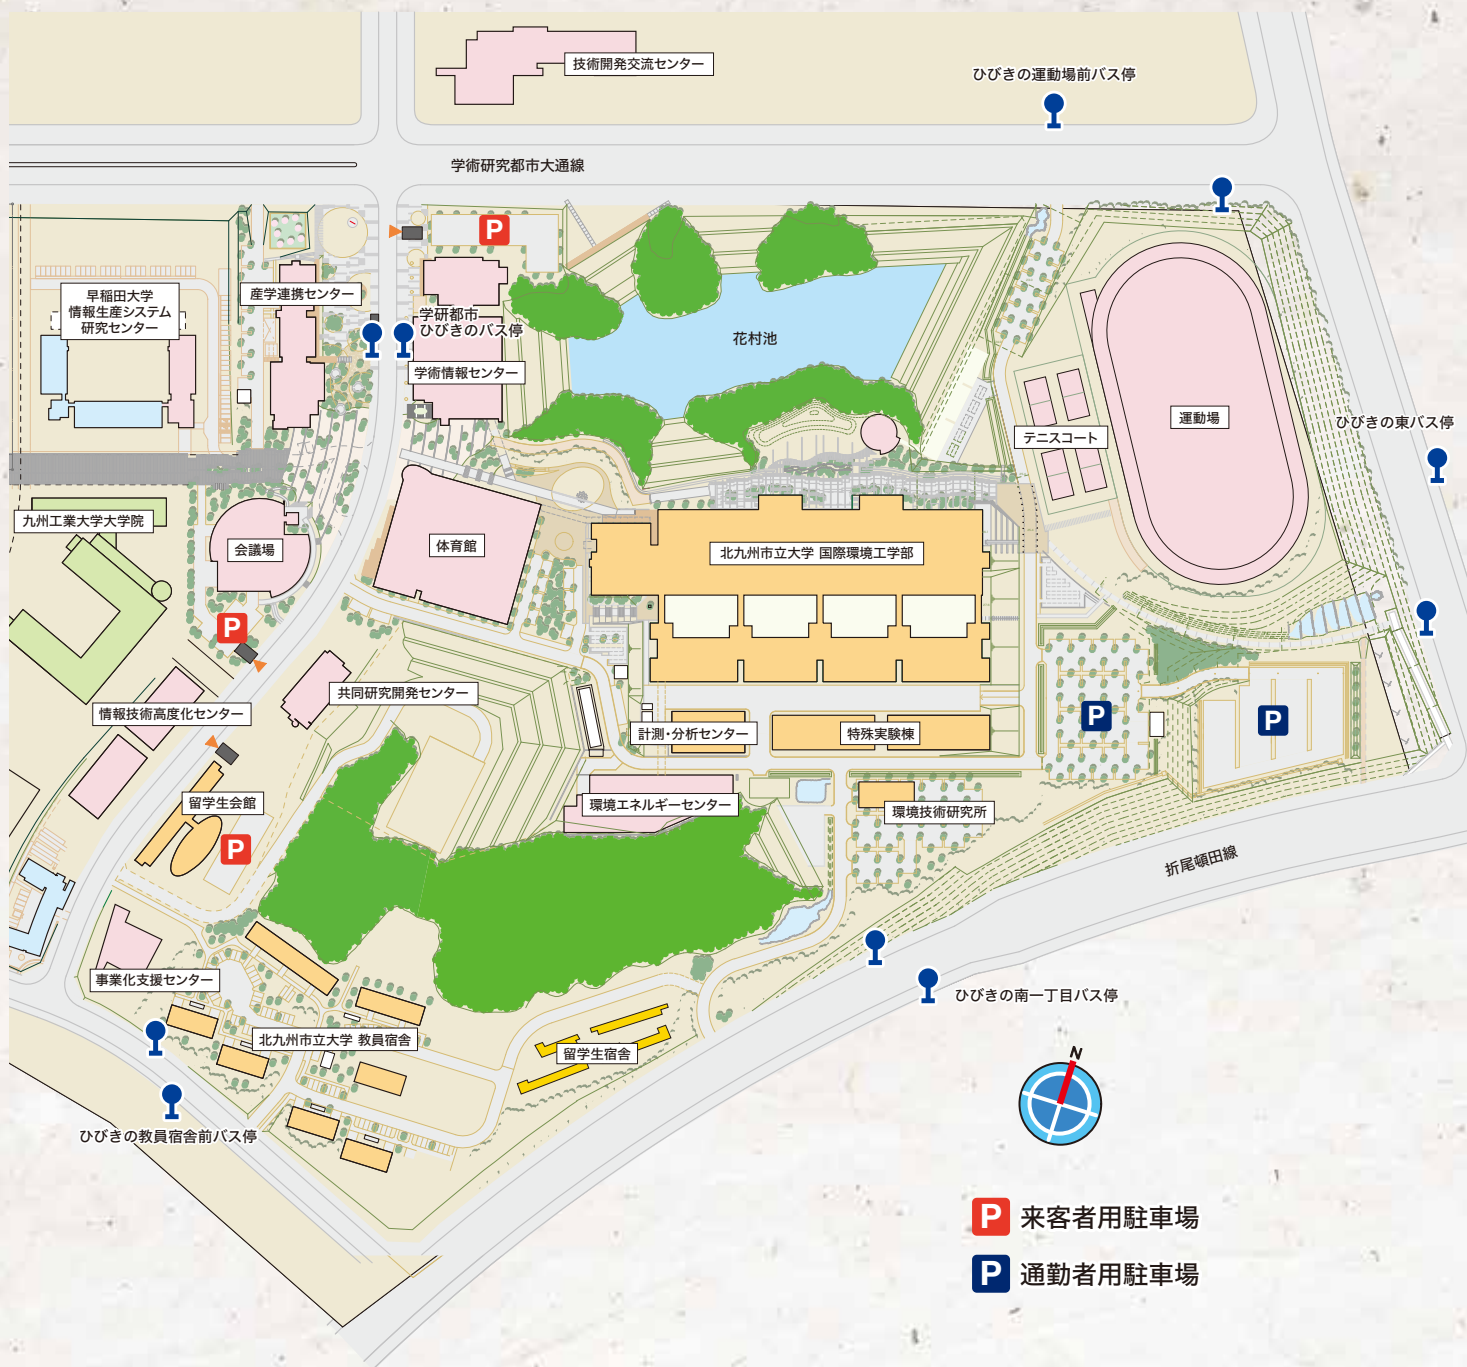 技術開発交流センター
ひびきの運動場前バス停
学術研究都市大通線
P
早稲田大学
情報生産システム
研究センター
産学連携センター
学研都市
ひびきのバス停
花村池
学術情報センター
運動場
ひびきの東バス停
テニスコート
九州工業大学大学院
会議場
体育館
北九州市立大学 国際環境工学部
P
共同研究開発センター
情報技術高度化センター
計測・分析センター
特殊実験棟
P
P
留学生会館
環境エネルギーセンター
環境技術研究所
P
折尾頓田線
事業化支援センター
ひびきの南一丁目バス停
北九州市立大学 教員宿舎
留学生宿舎
N
ひびきの教員宿舎前バス停
P 来客者用駐車場
P 通勤者用駐車場